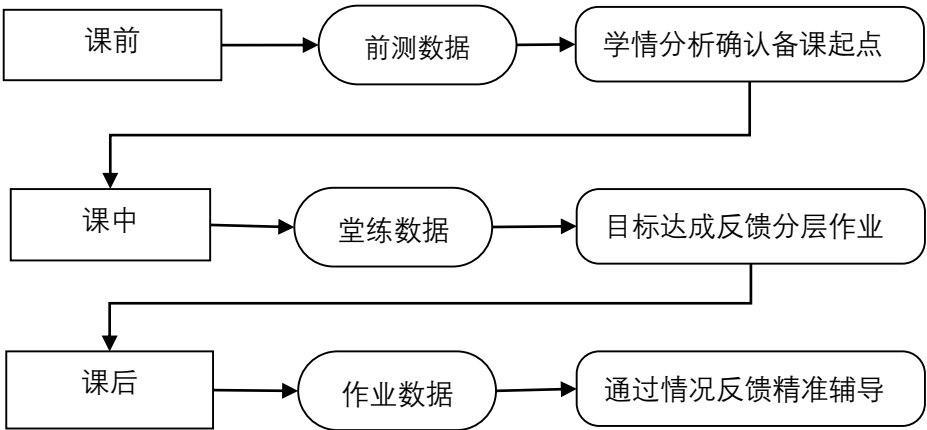 课前
前测数据
学情分析确认备课起点
课中
堂练数据
目标达成反馈分层作业
课后
作业数据
通过情况反馈精准辅导